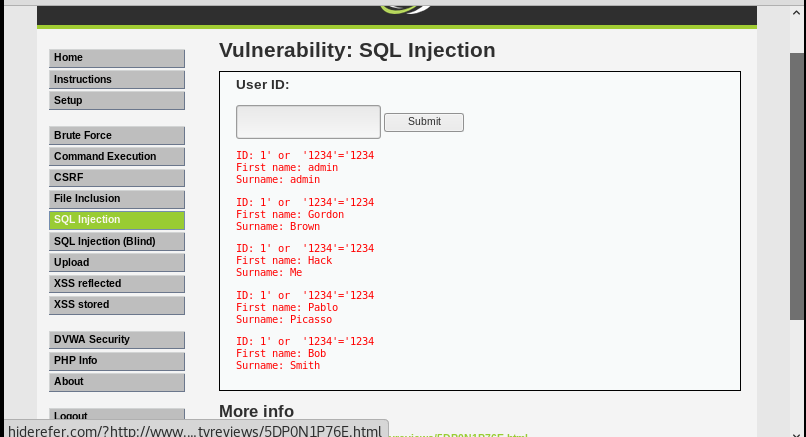 Vulnerability: SQL Injection
Home
Instructions
Setup
Brute Force
Command Execution
CSRF
File Inclusion
SQL Injection
SQL Injection (Blind)
Upload
XSS reflected
XSS stored
DVWA Security
PHP Info
About
Logout
User ID:
Submit
ID: 1' or  '1234'='1234
First name: admin
Surname: admin
ID: 1' or  '1234'='1234
First name: Gordon
Surname: Brown
ID: 1' or  '1234'='1234
First name: Hack
Surname: Me
ID: 1' or  '1234'='1234
First name: Pablo
Surname: Picasso
ID: 1' or  '1234'='1234
First name: Bob
Surname: Smith
More info
hiderefer.com/?http://www.…tyreviews/5DP0N1P76E.html